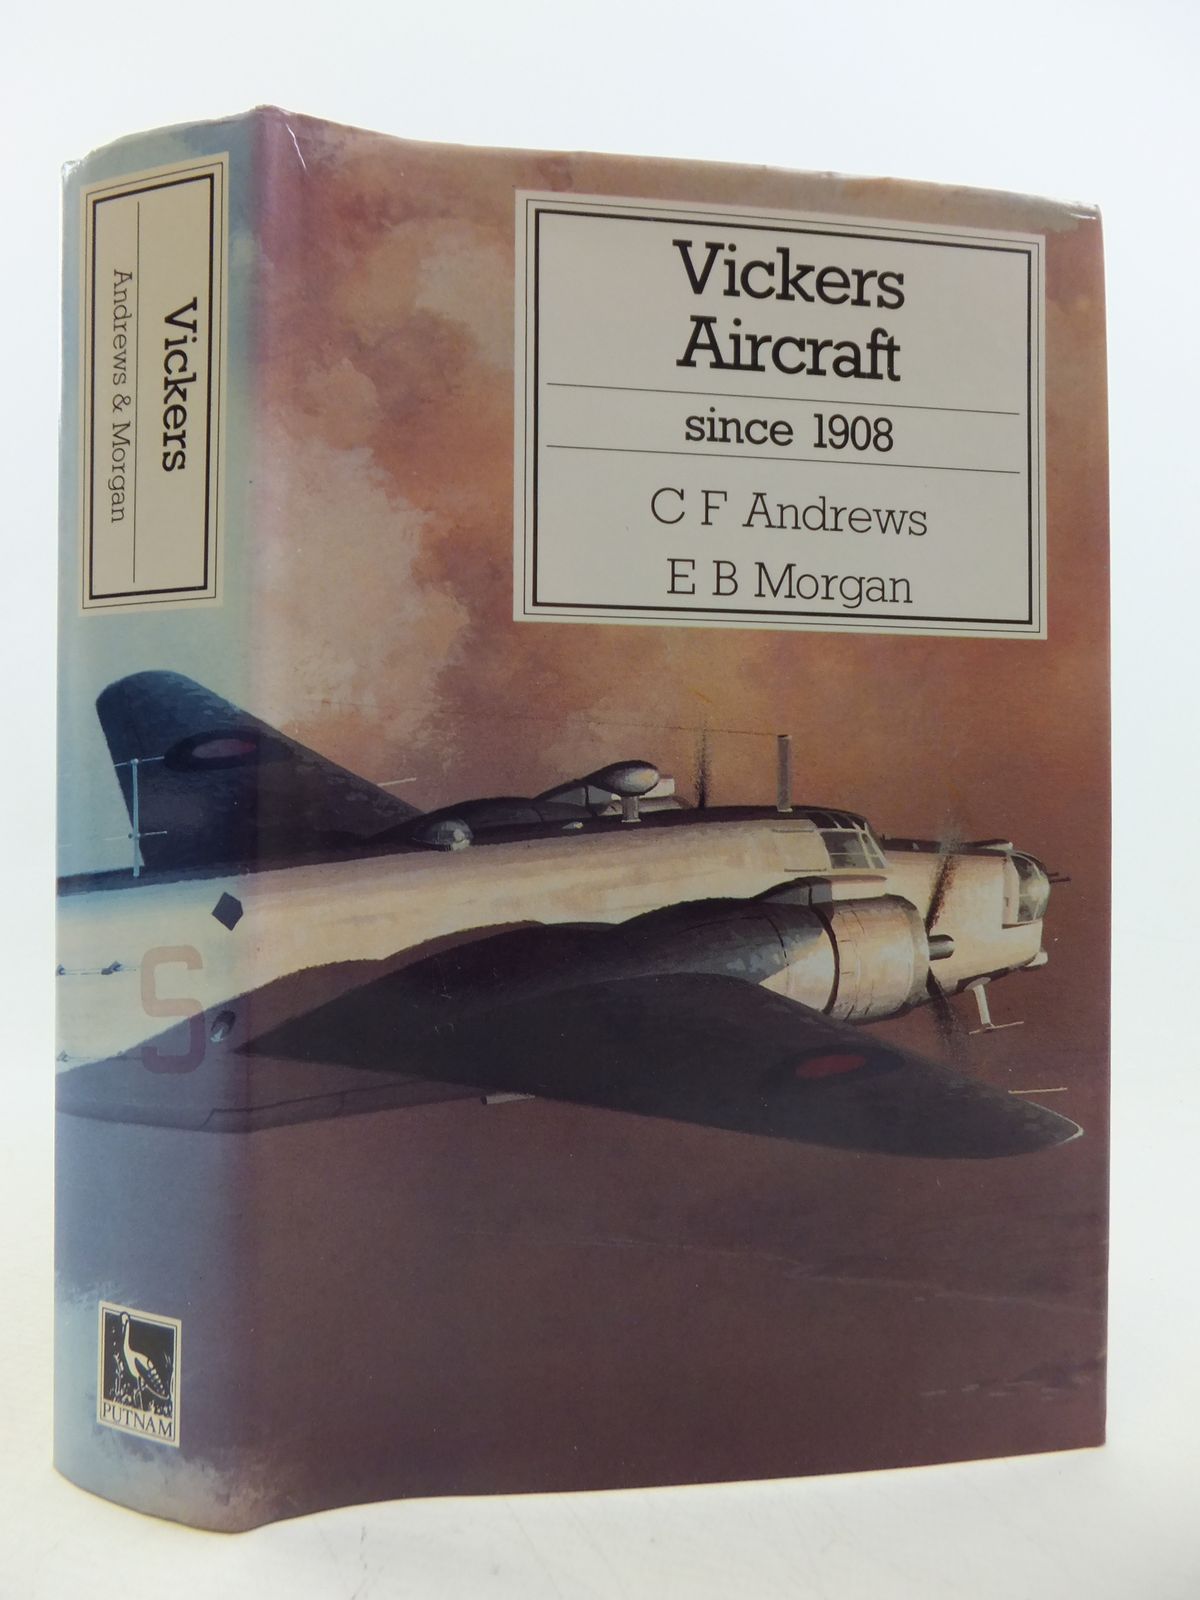 Vickers
Andrews & Morgan
PUTNAM
Vickers
Aircraft
since 1908
C F Andrews
E B Morgan
S